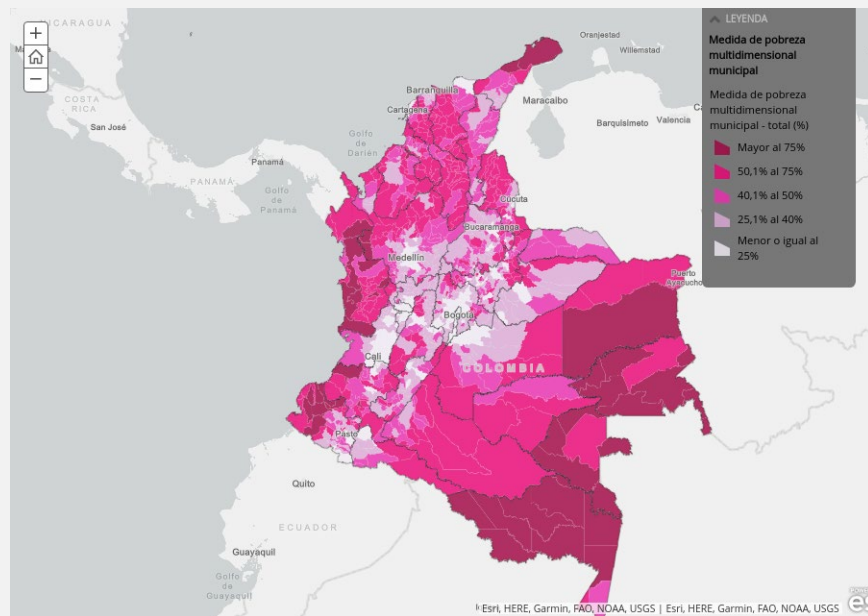 NICARAGUA
+
−
COSTA
RICA
San José
Panamá
PANAMÁ
Golfo
de
Panamá
Golfo
de
Darién
Oranjestad
Willemstad
Barranquilla
Cartagena
Maracaibo
Barquisimeto
Valencia
Cúcuta
Bucaramanga
Medellín
Puerto
Ayacucho
Bogotá
Cali
COLOMBIA
Pasto
Quito
ECUADOR
Guayaquil
Golfo
de
Guayaquil
LEYENDA
Medida de pobreza
multidimensional
municipal
Medida de pobreza
multidimensional
municipal - total (%)
Mayor al 75%
50,1% al 75%
40,1% al 50%
25,1% al 40%
Menor o igual al
25%
Esri, HERE, Garmin, FAO, NOAA, USGS | Esri, HERE, Garmin, FAO, NOAA, USGS